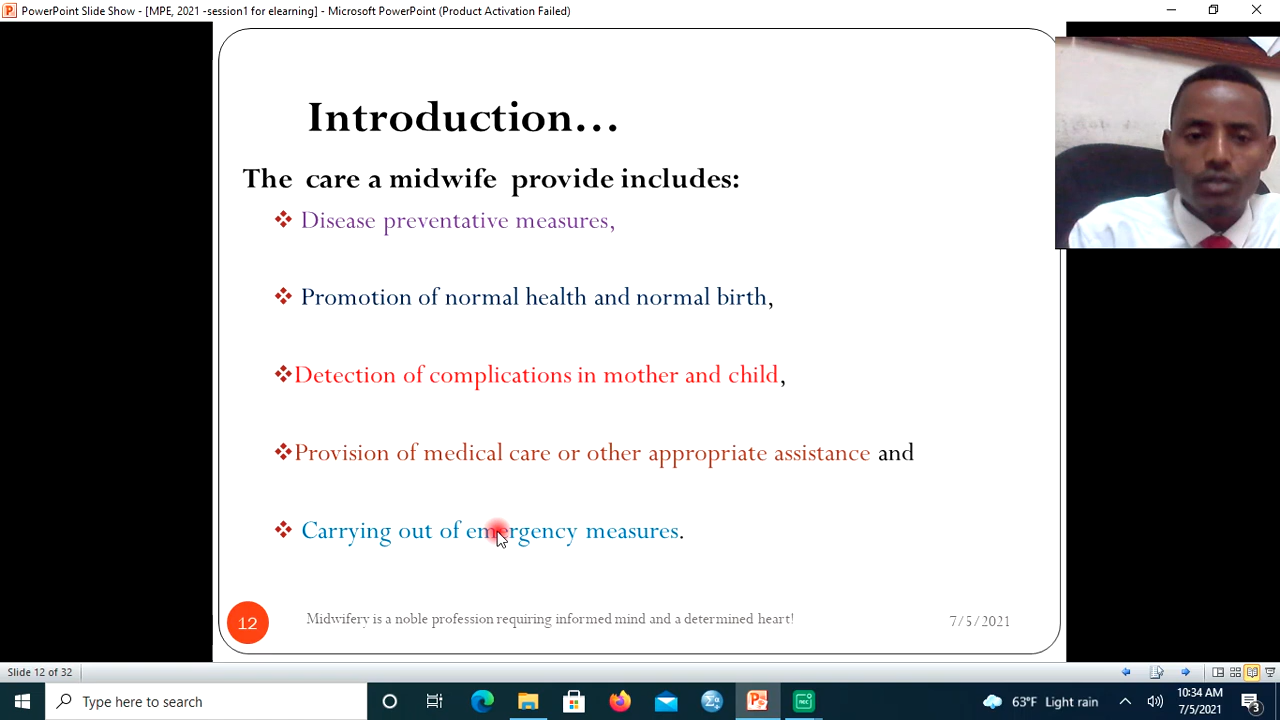 PowerPoint Slide Show - [MPE, 2021 -session1 for elearning] - Microsoft PowerPoint (Product Activation Failed)
Introduction…
The care a midwife provide includes:
❖ Disease preventative measures,
❖ Promotion of normal health and normal birth,
❖Detection of complications in mother and child,
❖Provision of medical care or other appropriate assistance and
❖ Carrying out of emergency measures.
12
Midwifery is a noble profession requiring informed mind and a determined heart!
7/5/2021
Slide 12 of 32
Type here to search
NEC
63°F Light rain
10:34 AM
7/5/2021
3